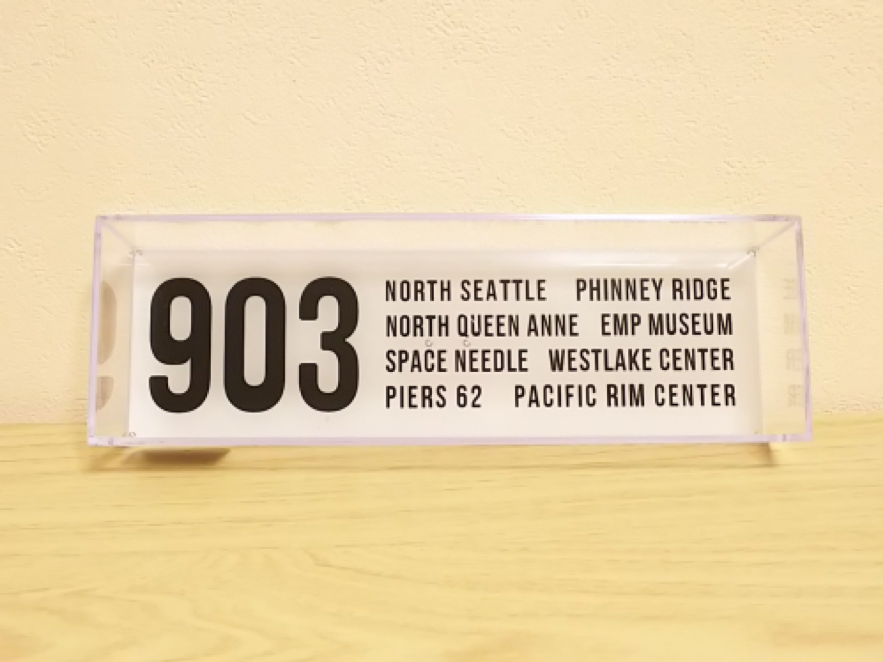 903
NORTH SEATTLE PHINNEY RIDGE
NORTH QUEEN ANNE EMP MUSEUM
SPACE NEEDLE WESTLAKE CENTER
PIERS 62 PACIFIC RIM CENTER